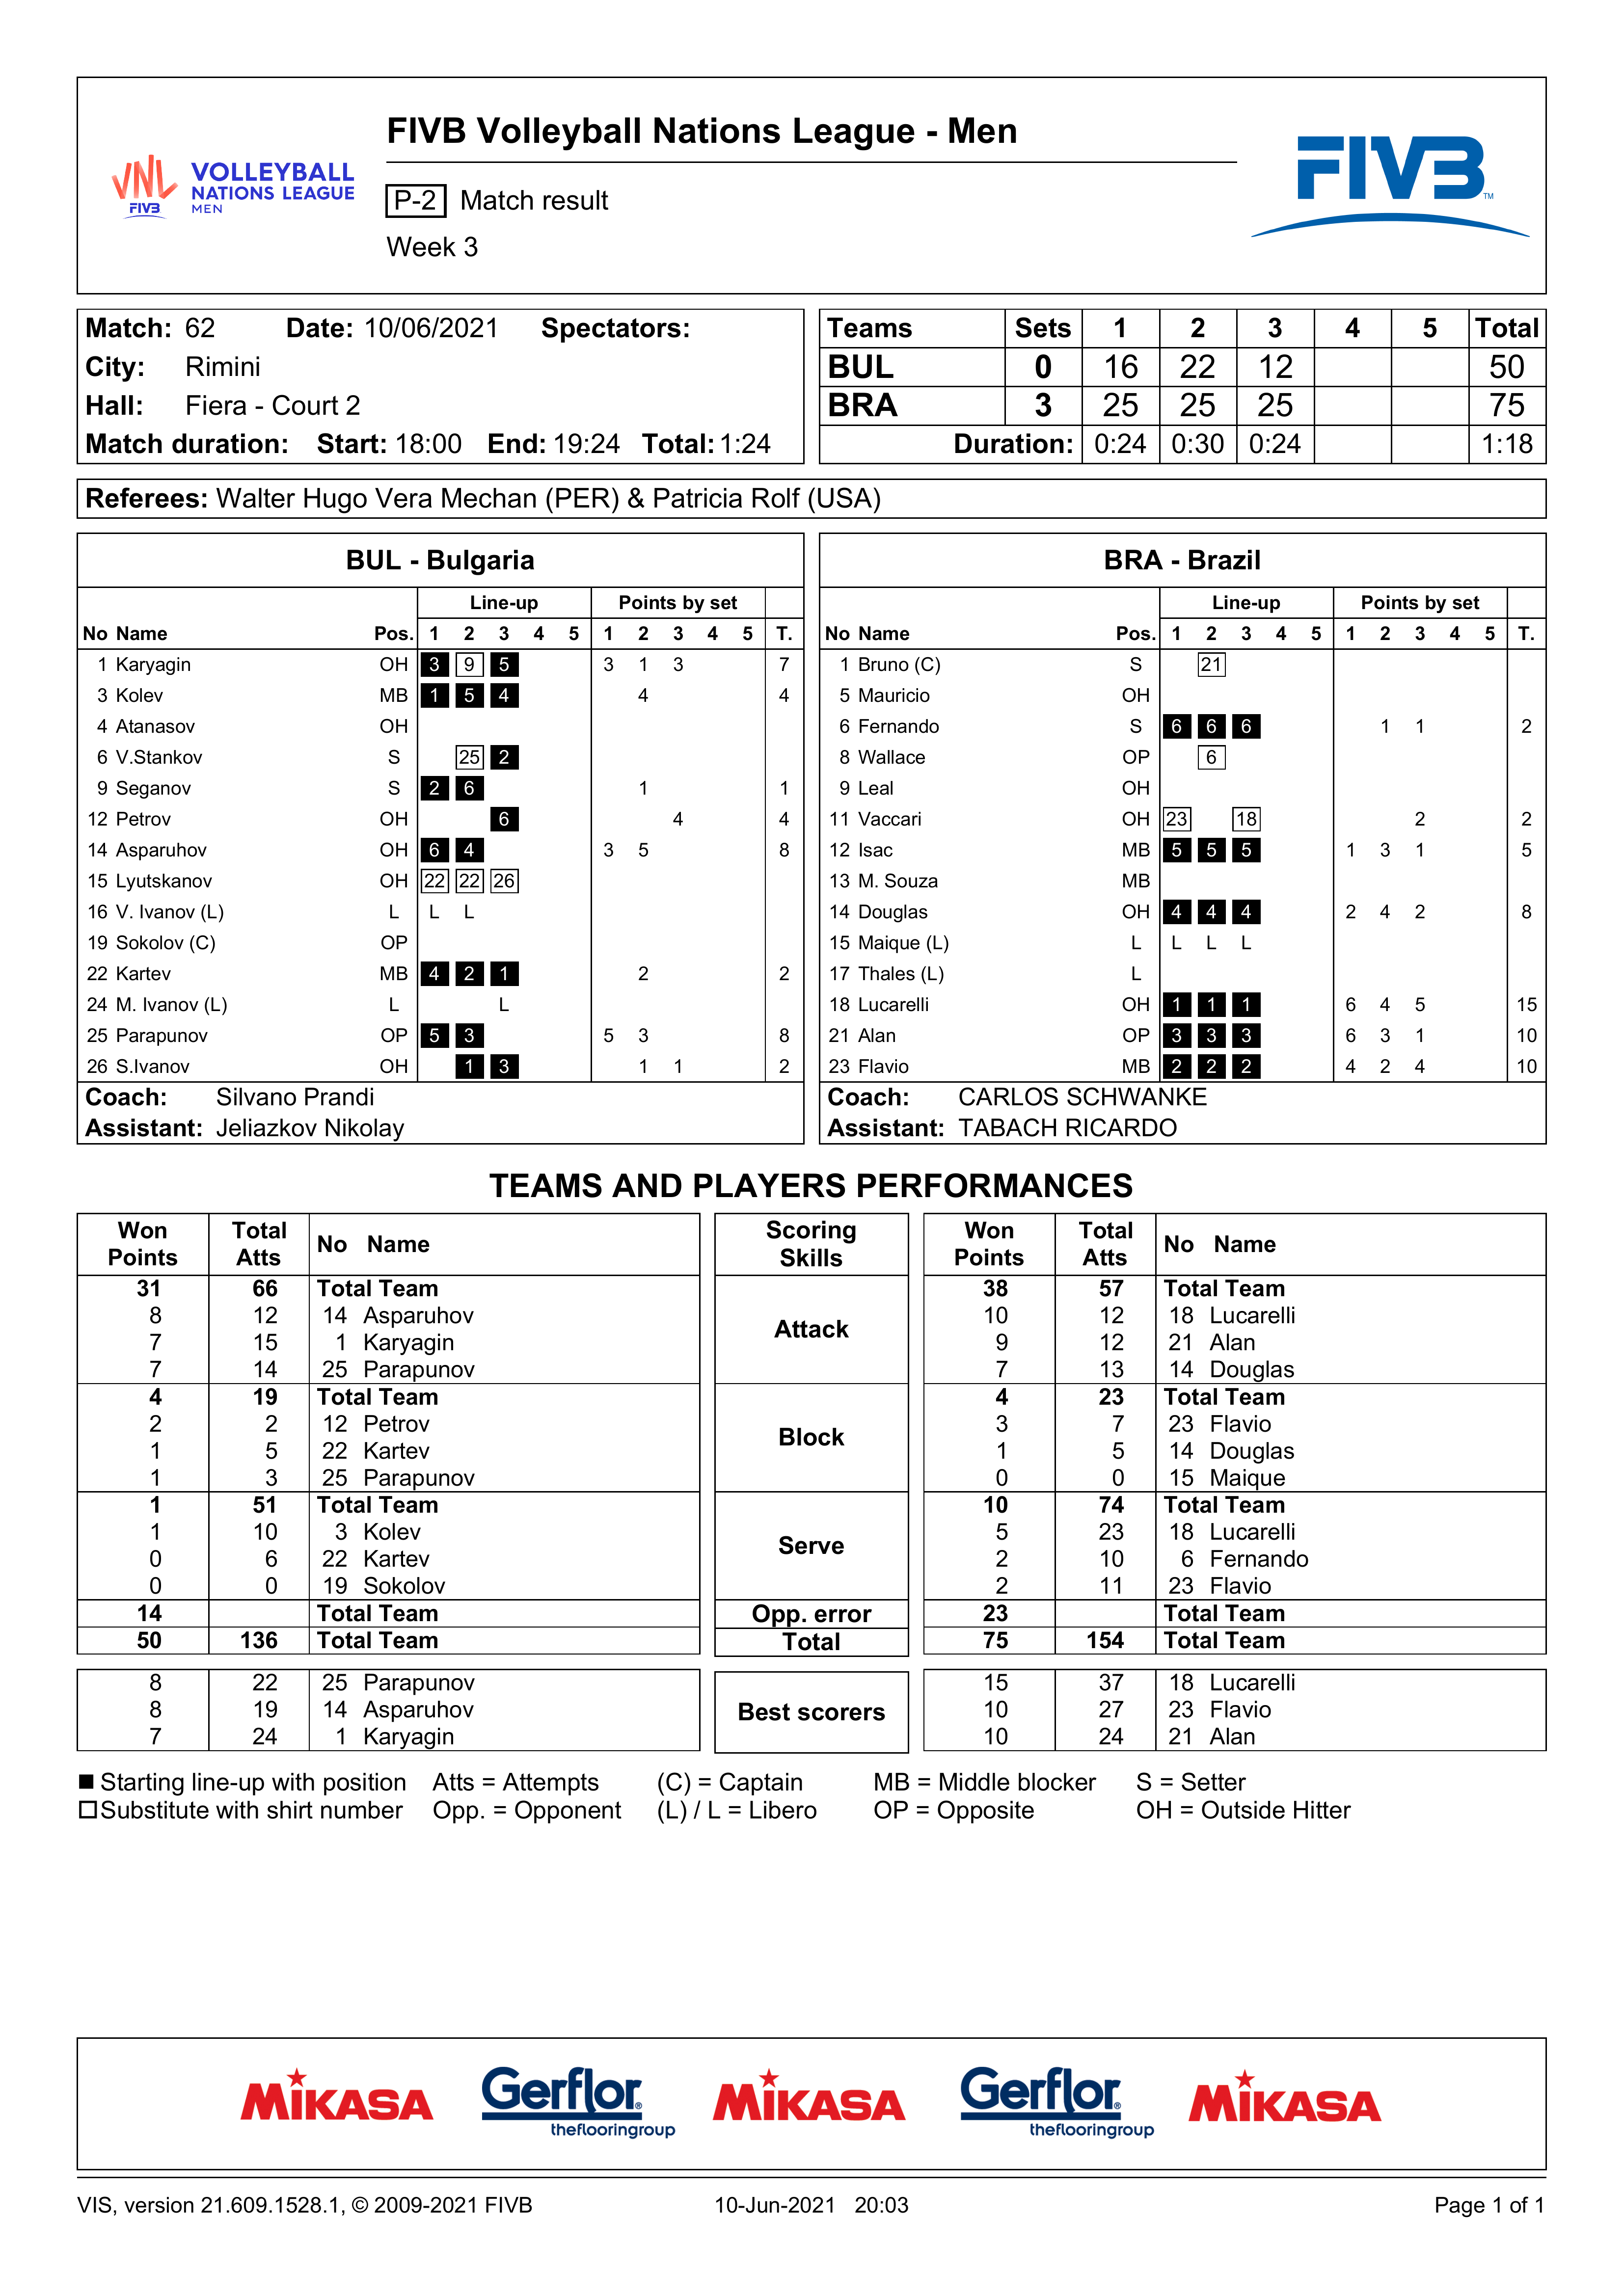 FIVB Volleyball Nations League - Men
VNL FIVB VOLLEYBALL NATIONS LEAGUE MEN
P-2 Match result
Week 3
FIVB TM
Match: 62 Date: 10/06/2021 Spectators:
City: Rimini
Hall: Fiera - Court 2
Match duration: Start: 18:00 End: 19:24 Total: 1:24
Teams Sets 1 2 3 4 5 Total
BUL 0 16 22 12 50
BRA 3 25 25 25 75
Duration: 0:24 0:30 0:24 1:18
Referees: Walter Hugo Vera Mechan (PER) & Patricia Rolf (USA)
BUL - Bulgaria
Line-up Points by set
No Name Pos. 1 2 3 4 5 1 2 3 4 5 T.
1 Karyagin OH 3 9 5 3 1 3 7
3 Kolev MB 1 5 4 4 4
4 Atanasov OH
6 V.Stankov S 25 2
9 Seganov S 2 6 1 1
12 Petrov OH 6 4 4
14 Asparuhov OH 6 4 3 5 8
15 Lyutskanov OH 22 22 26
16 V. Ivanov (L) L L L
19 Sokolov (C) OP
22 Kartev MB 4 2 1 2 2
24 M. Ivanov (L) L L
25 Parapunov OP 5 3 5 3 8
26 S.Ivanov OH 1 3 1 1 2
Coach: Silvano Prandi
Assistant: Jeliazkov Nikolay
BRA - Brazil
Line-up Points by set
No Name Pos. 1 2 3 4 5 1 2 3 4 5 T.
1 Bruno (C) S 21
5 Mauricio OH
6 Fernando S 6 6 6 1 1 2
8 Wallace OP 6
9 Leal OH
11 Vaccari OH 23 18 2 2
12 Isac MB 5 5 5 1 3 1 5
13 M. Souza MB
14 Douglas OH 4 4 4 2 4 2 8
15 Maique (L) L L L L
17 Thales (L) L
18 Lucarelli OH 1 1 1 6 4 5 15
21 Alan OP 3 3 3 6 3 1 10
23 Flavio MB 2 2 2 4 2 4 10
Coach: CARLOS SCHWANKE
Assistant: TABACH RICARDO
TEAMS AND PLAYERS PERFORMANCES
Won Points Total Atts No Name Scoring Skills Won Points Total Atts No Name
31 66 Total Team 38 57 Total Team
8 12 14 Asparuhov 10 12 18 Lucarelli
Attack
7 15 1 Karyagin 9 12 21 Alan
7 14 25 Parapunov 7 13 14 Douglas
4 19 Total Team 4 23 Total Team
2 2 12 Petrov 3 7 23 Flavio
Block
1 5 22 Kartev 1 5 14 Douglas
1 3 25 Parapunov 0 0 15 Maique
1 51 Total Team 10 74 Total Team
1 10 3 Kolev 5 23 18 Lucarelli
Serve
0 6 22 Kartev 2 10 6 Fernando
0 0 19 Sokolov 2 11 23 Flavio
14 Total Team Opp. error 23 Total Team
50 136 Total Team Total 75 154 Total Team
8 22 25 Parapunov 15 37 18 Lucarelli
8 19 14 Asparuhov Best scorers 10 27 23 Flavio
7 24 1 Karyagin 10 24 21 Alan
Starting line-up with position Atts = Attempts (C) = Captain MB = Middle blocker S = Setter
Substitute with shirt number Opp. = Opponent (L) / L = Libero OP = Opposite OH = Outside Hitter
MIKASA Gerflor® theflooringgroup MIKASA Gerflor® theflooringgroup MIKASA
VIS, version 21.609.1528.1, © 2009-2021 FIVB 10-Jun-2021 20:03 Page 1 of 1